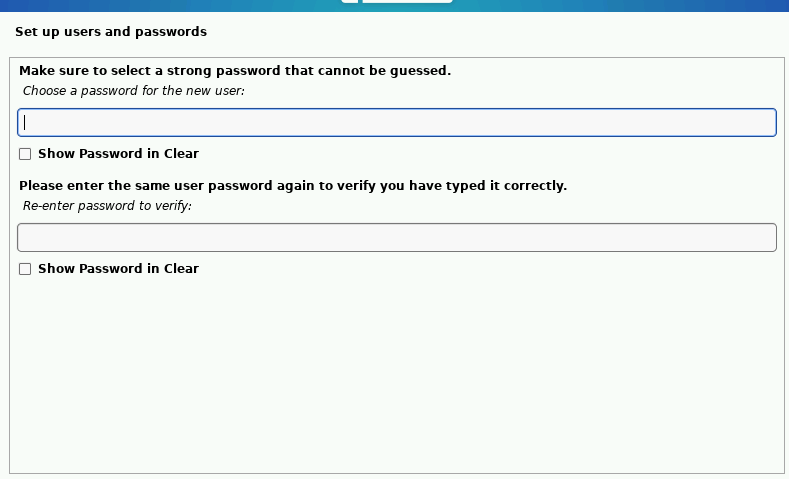 Set up users and passwords
Make sure to select a strong password that cannot be guessed.
Choose a password for the new user:
Show Password in Clear
Please enter the same user password again to verify you have typed it correctly.
Re-enter password to verify:
Show Password in Clear